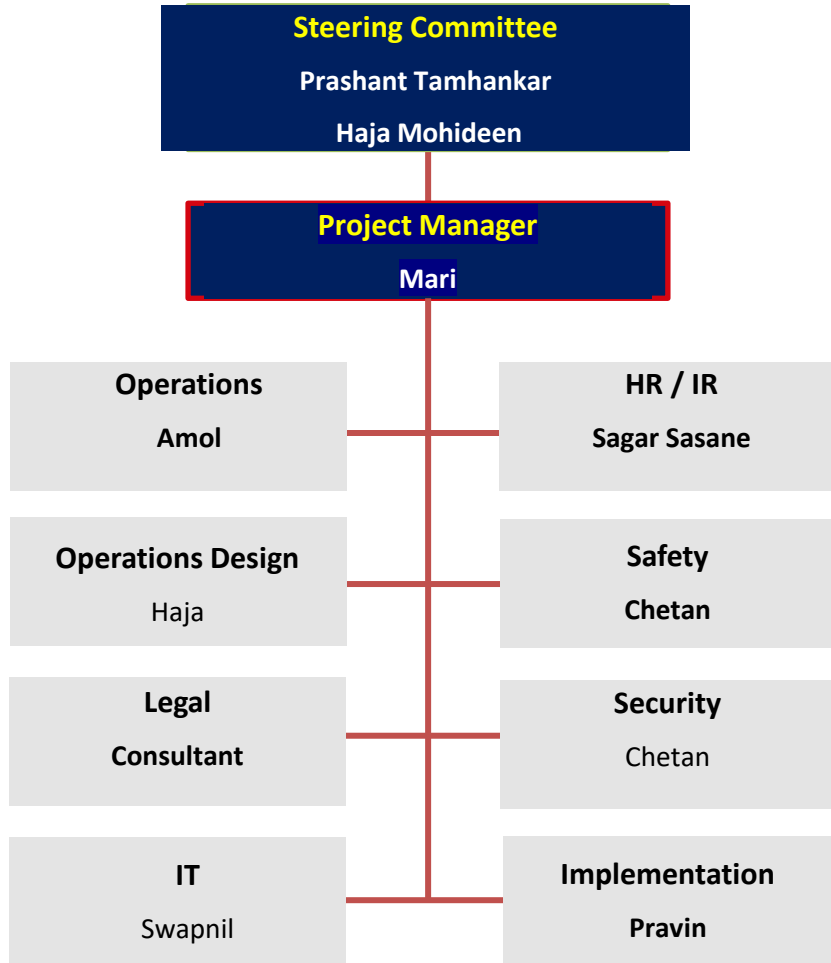 Steering Committee
Prashant Tamhankar
Haja Mohideen
Project Manager
Mari
Operations
Amol
HR / IR
Sagar Sasane
Operations Design
Haja
Safety
Chetan
Legal
Consultant
Security
Chetan
IT
Swapnil
Implementation
Pravin